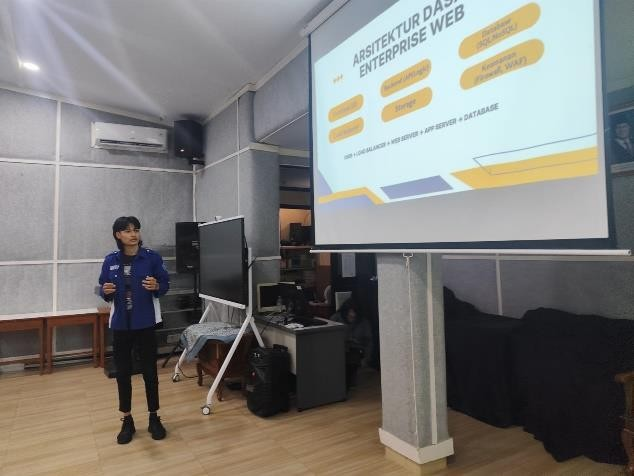 ARSITEKTUR DASA
ENTERPRISE WEB
Database
(SQL/NoSQL)
Backend (API/Logic)
Keamanan
(Firewall, WAF)
Storage
USER → LOAD BALANCER → WEB SERVER → APP SERVER → DATABASE